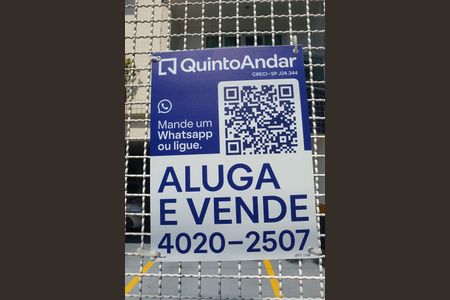 QuintoAndar
CRECI-SP J24.344
Mande um
Whatsapp
ou ligue.
ALUGA
E VENDE
4020-2507